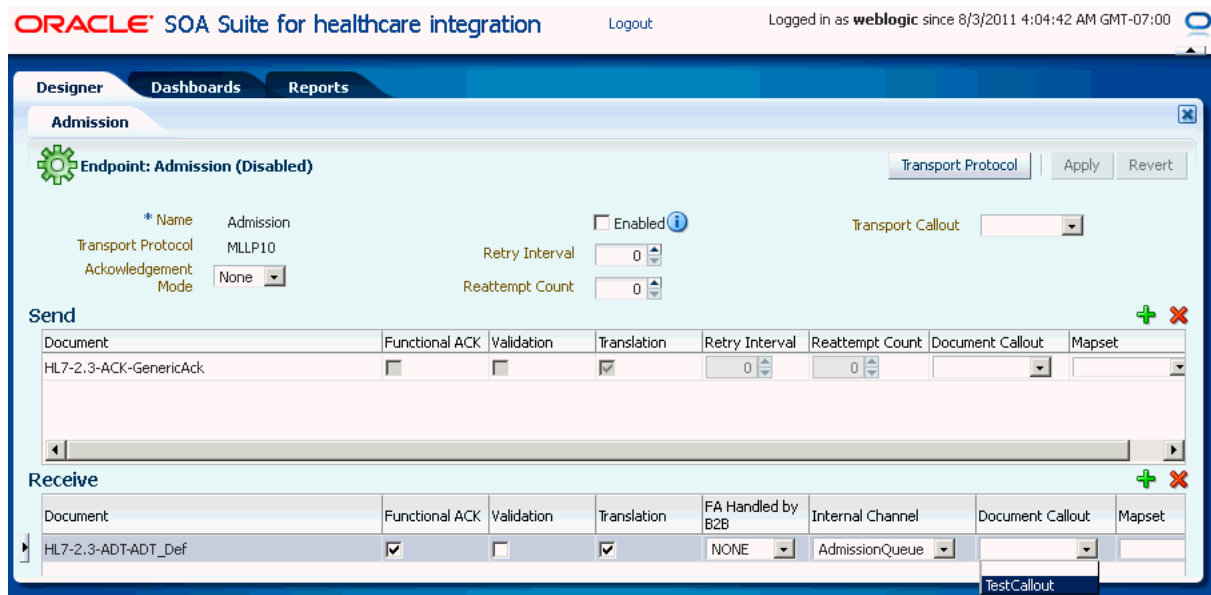 ORACLE SOA Suite for healthcare integration Logout Logged in as weblogic since 8/3/2011 4:04:42 AM GMT-07:00
Designer Dashboards Reports
Admission
Endpoint: Admission (Disabled) Transport Protocol Apply Revert
* Name Admission Enabled Transport Callout
Transport Protocol MLLP10 Retry Interval 0
Ackowledgement Mode None Reattempt Count 0
Send
Document Functional ACK Validation Translation Retry Interval Reattempt Count Document Callout Mapset
HL7-2.3-ACK-GenericAck 0 0
Receive
Document Functional ACK Validation Translation FA Handled by B2B Internal Channel Document Callout Mapset
HL7-2.3-ADT-ADT_Def NONE AdmissionQueue
TestCallout